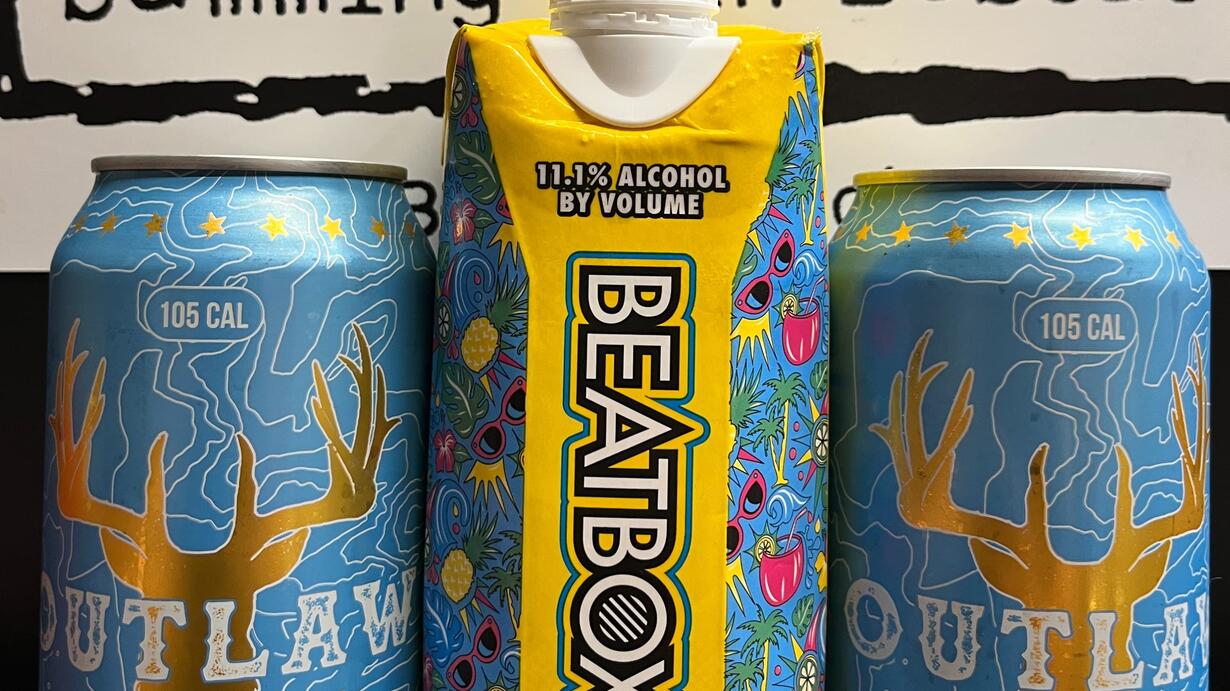 11.1% ALCOHOL
BY VOLUME
BEATBOX
105 CAL
OUTLAW
105 CAL
OUTLAW